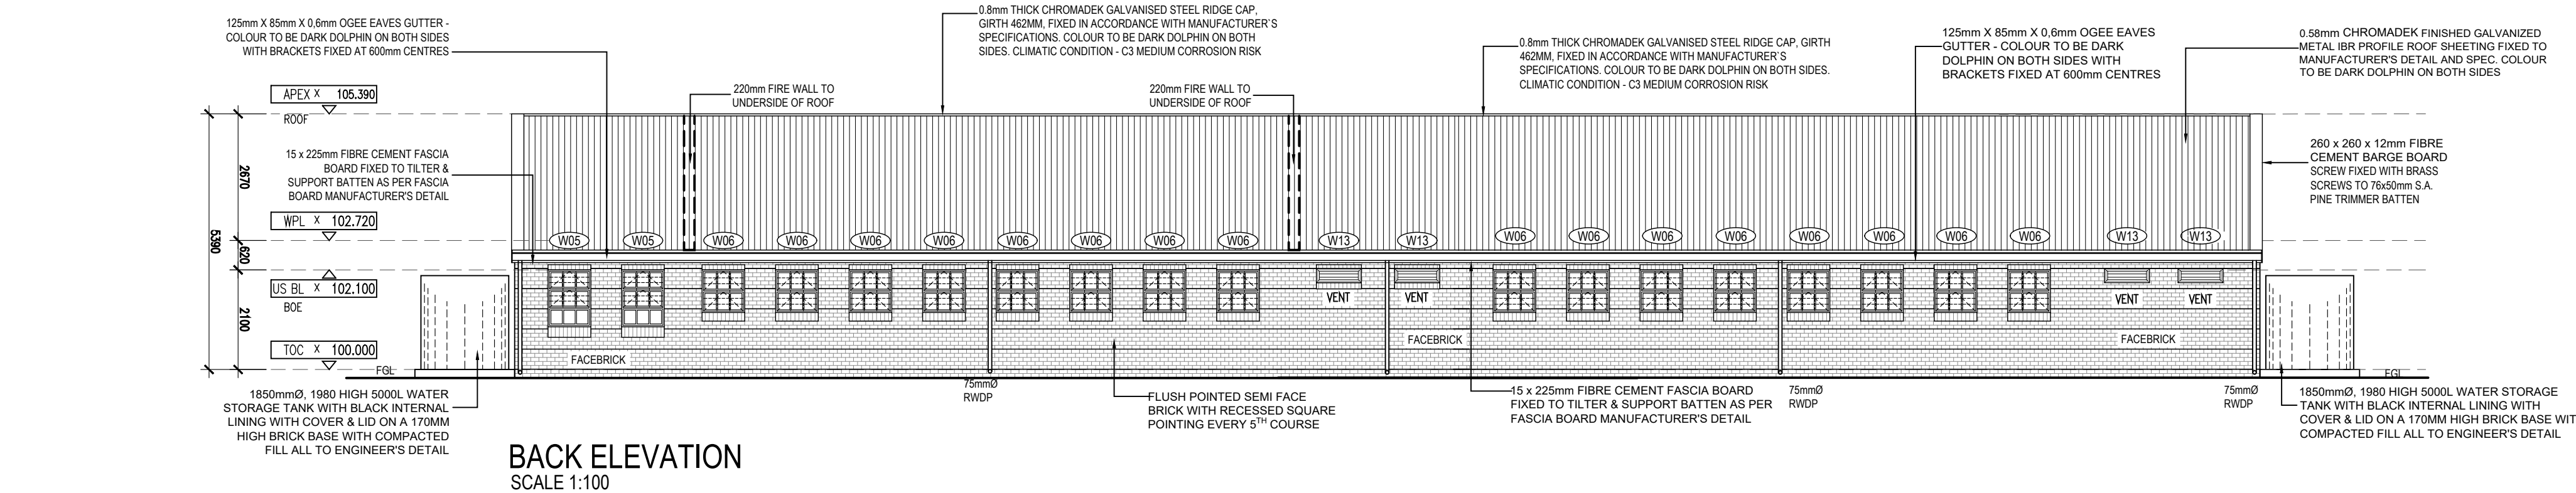 125mm X 85mm X 0,6mm OGEE EAVES GUTTER -
COLOUR TO BE DARK DOLPHIN ON BOTH SIDES
WITH BRACKETS FIXED AT 600mm CENTRES
0.8mm THICK CHROMADEK GALVANISED STEEL RIDGE CAP,
GIRTH 462MM, FIXED IN ACCORDANCE WITH MANUFACTURER`S
SPECIFICATIONS. COLOUR TO BE DARK DOLPHIN ON BOTH
SIDES. CLIMATIC CONDITION - C3 MEDIUM CORROSION RISK
0.8mm THICK CHROMADEK GALVANISED STEEL RIDGE CAP, GIRTH
462MM, FIXED IN ACCORDANCE WITH MANUFACTURER`S
SPECIFICATIONS. COLOUR TO BE DARK DOLPHIN ON BOTH SIDES.
CLIMATIC CONDITION - C3 MEDIUM CORROSION RISK
125mm X 85mm X 0,6mm OGEE EAVES
GUTTER - COLOUR TO BE DARK
DOLPHIN ON BOTH SIDES WITH
BRACKETS FIXED AT 600mm CENTRES
0.58mm CHROMADEK FINISHED GALVANIZED
METAL IBR PROFILE ROOF SHEETING FIXED TO
MANUFACTURER'S DETAIL AND SPEC. COLOUR
TO BE DARK DOLPHIN ON BOTH SIDES
220mm FIRE WALL TO
UNDERSIDE OF ROOF
220mm FIRE WALL TO
UNDERSIDE OF ROOF
APEX X 105.390
ROOF
15 x 225mm FIBRE CEMENT FASCIA
BOARD FIXED TO TILTER &
SUPPORT BATTEN AS PER FASCIA
BOARD MANUFACTURER'S DETAIL
260 x 260 x 12mm FIBRE
CEMENT BARGE BOARD
SCREW FIXED WITH BRASS
SCREWS TO 76x50mm S.A.
PINE TRIMMER BATTEN
2670
WPL X 102.720
5390
620
W05 W05 W06 W06 W06 W06 W06 W06 W06 W06 W13 W13 W06 W06 W06 W06 W06 W06 W06 W06 W13 W13
US BL X 102.100
BOE
2100
VENT VENT VENT VENT
TOC X 100.000
FACEBRICK FACEBRICK FACEBRICK
FGL FGL
1850mmØ, 1980 HIGH 5000L WATER
STORAGE TANK WITH BLACK INTERNAL
LINING WITH COVER & LID ON A 170MM
HIGH BRICK BASE WITH COMPACTED
FILL ALL TO ENGINEER'S DETAIL
75mmØ
RWDP
FLUSH POINTED SEMI FACE
BRICK WITH RECESSED SQUARE
POINTING EVERY 5TH COURSE
15 x 225mm FIBRE CEMENT FASCIA BOARD
FIXED TO TILTER & SUPPORT BATTEN AS PER
FASCIA BOARD MANUFACTURER'S DETAIL
75mmØ
RWDP
75mmØ
RWDP
1850mmØ, 1980 HIGH 5000L WATER STORAGE
TANK WITH BLACK INTERNAL LINING WITH
COVER & LID ON A 170MM HIGH BRICK BASE WIT
COMPACTED FILL ALL TO ENGINEER'S DETAIL
BACK ELEVATION
SCALE 1:100